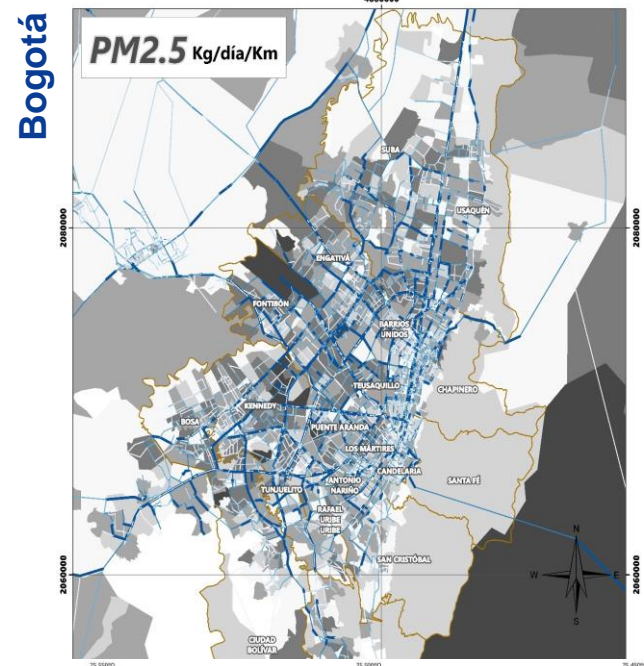 Bogotá
PM2.5 Kg/día/Km
SUBA
USAQUÉN
2080000
2080000
ENGATIVÁ
FONTIBÓN
BARRIOS
UNIDOS
TEUSAQUILLO
CHAPINERO
KENNEDY
BOSA
PUENTE ARANDA
LOS MÁRTIRES
CANDELARIA
SANTA FÉ
TUNJUELITO
ANTONIO
NARIÑO
RAFAEL
URIBE
URIBE
SAN CRISTÓBAL
N
W
E
S
2060000
2060000
CIUDAD
BOLÍVAR